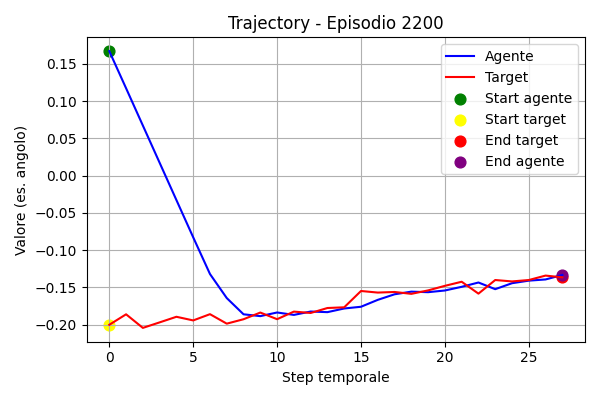 Trajectory - Episodio 2200
Agente
Target
Start agente
Start target
End target
End agente
Valore (es. angolo)
0.15
0.10
0.05
0.00
−0.05
−0.10
−0.15
−0.20
0 5 10 15 20 25
Step temporale